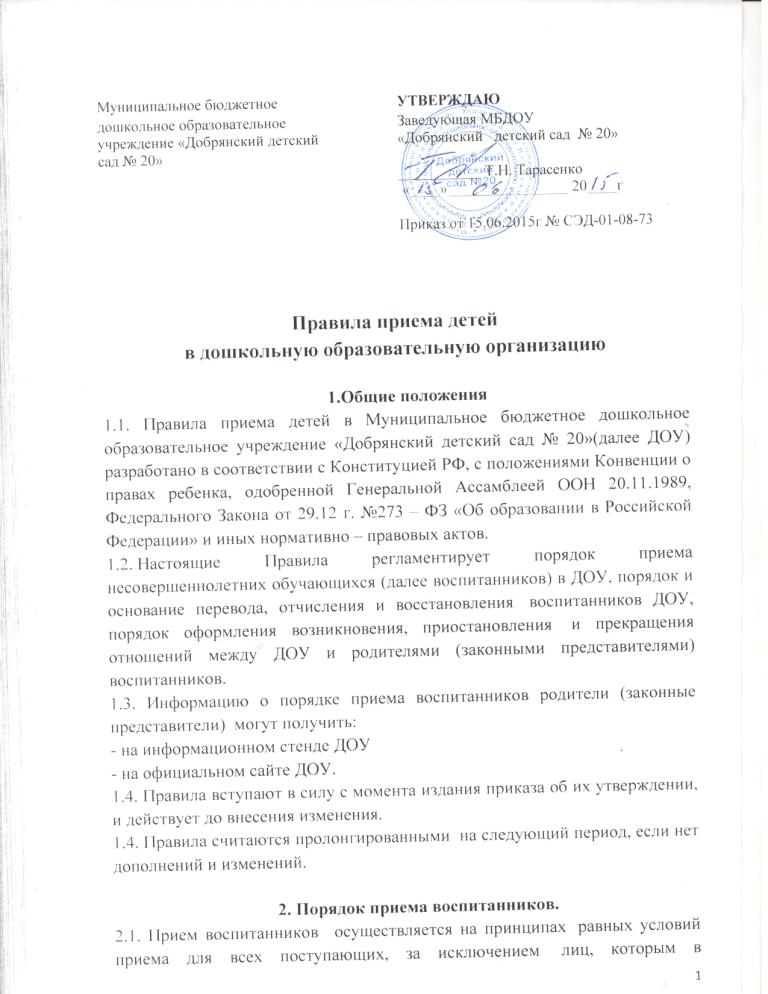 Муниципальное бюджетное
дошкольное образовательное
учреждение «Добрянский детский
сад № 20»
УТВЕРЖДАЮ
Заведующая МБДОУ
«Добрянский детский сад № 20»
Т.Н. Тарасенко
«15» 06 2015 г
Добрянский
детский
сад №20
Приказ от 15.06.2015г № СЭД-01-08-73
Правила приема детей
в дошкольную образовательную организацию
1.Общие положения
1.1. Правила приема детей в Муниципальное бюджетное дошкольное
образовательное учреждение «Добрянский детский сад № 20»(далее ДОУ)
разработано в соответствии с Конституцией РФ, с положениями Конвенции о
правах ребенка, одобренной Генеральной Ассамблеей ООН 20.11.1989,
Федерального Закона от 29.12 г. №273 – ФЗ «Об образовании в Российской
Федерации» и иных нормативно – правовых актов.
1.2. Настоящие Правила регламентирует порядок приема
несовершеннолетних обучающихся (далее воспитанников) в ДОУ, порядок и
основание перевода, отчисления и восстановления воспитанников ДОУ,
порядок оформления возникновения, приостановления и прекращения
отношений между ДОУ и родителями (законными представителями)
воспитанников.
1.3. Информацию о порядке приема воспитанников родители (законные
представители) могут получить:
- на информационном стенде ДОУ
- на официальном сайте ДОУ.
1.4. Правила вступают в силу с момента издания приказа об их утверждении,
и действует до внесения изменения.
1.4. Правила считаются пролонгированными на следующий период, если нет
дополнений и изменений.
2. Порядок приема воспитанников.
2.1. Прием воспитанников осуществляется на принципах равных условий
приема для всех поступающих, за исключением лиц, которым в
1